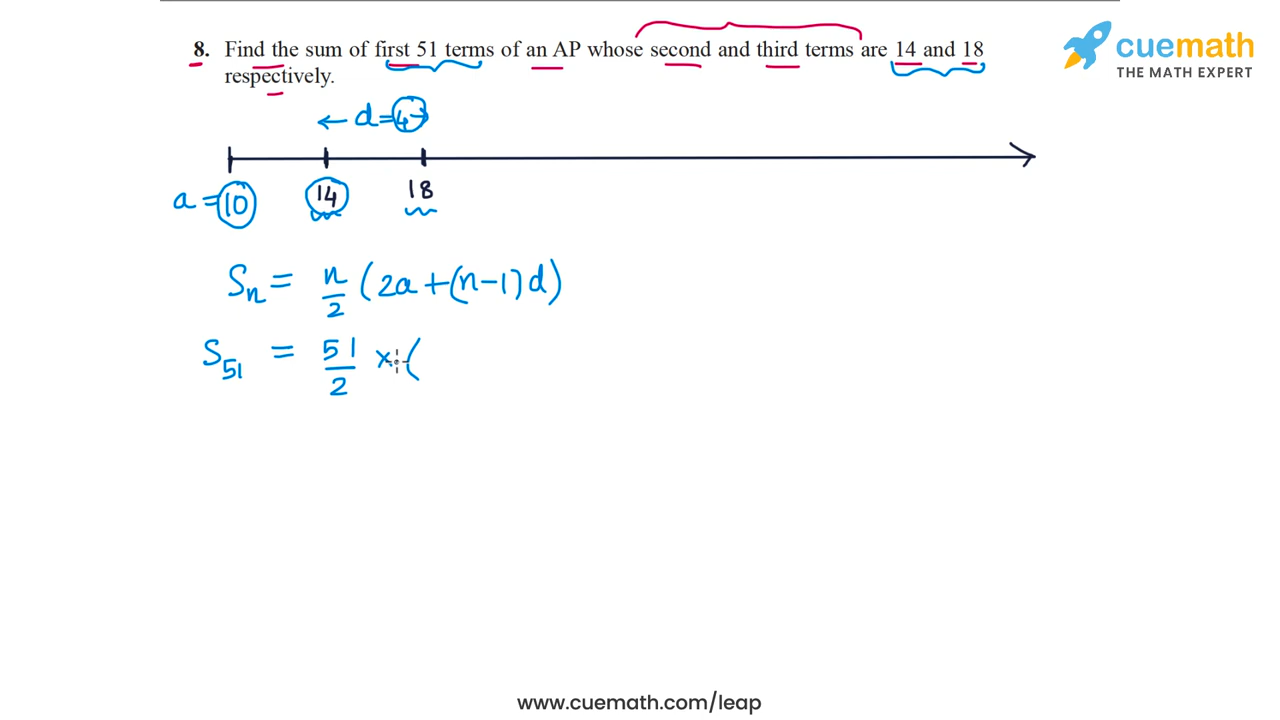 8. Find the sum of first 51 terms of an AP whose second and third terms are 14 and 18
respectively.
cuemath
THE MATH EXPERT
← d=4→
a = 10 14 18
Sn = n/2 (2a+(n-1)d)
S51 = 51/2 × (
www.cuemath.com/leap